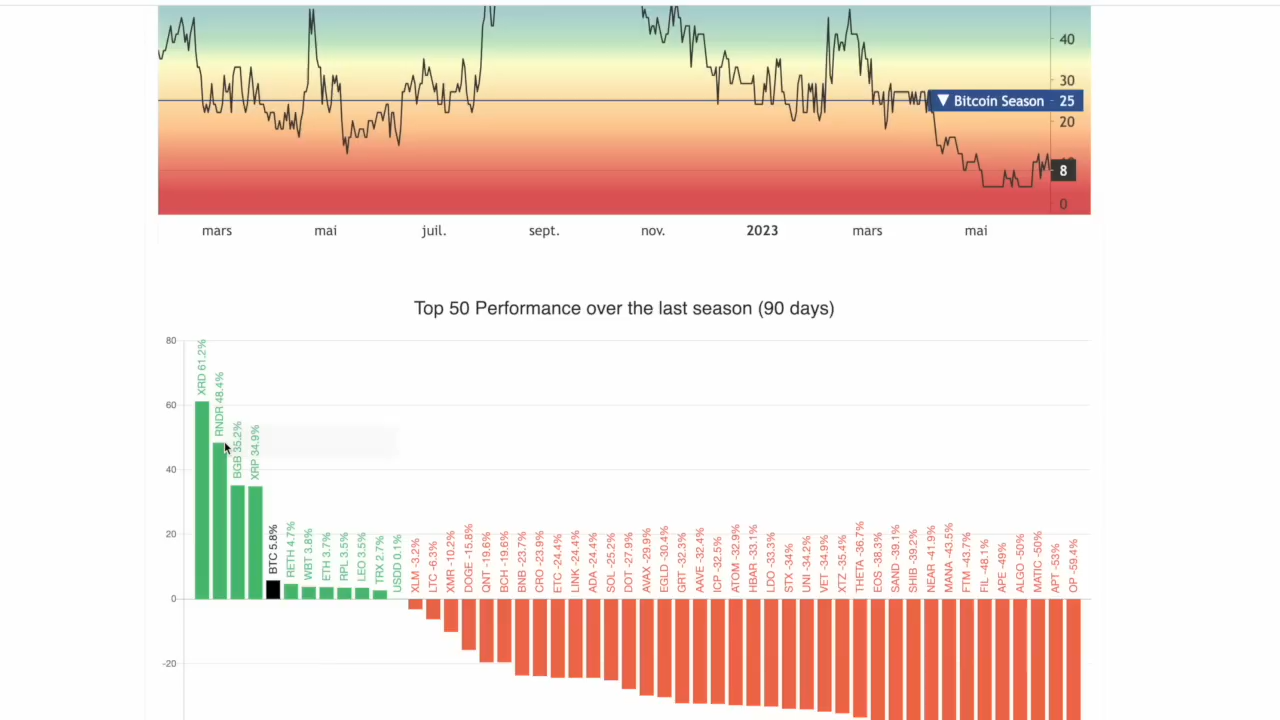 40
30
▼ Bitcoin Season 25
20
8
0
mars mai juil. sept. nov. 2023 mars mai
Top 50 Performance over the last season (90 days)
80
60
40
20
0
-20
XRD 61.2%
RNDR 48.4%
BGB 35.2%
XRP 34.9%
BTC 5.8%
RETH 4.7%
WBT 3.8%
ETH 3.7%
RPL 3.5%
LEO 3.5%
TRX 2.7%
USDD 0.1%
XLM -3.2%
LTC -6.3%
XMR -10.2%
DOGE -15.8%
QNT -19.6%
BCH -19.6%
BNB -23.7%
CRO -23.9%
ETC -24.4%
LINK -24.4%
ADA -24.4%
SOL -25.2%
DOT -27.9%
AVAX -29.9%
EGLD -30.4%
GRT -32.3%
AAVE -32.4%
ICP -32.5%
ATOM -32.9%
HBAR -33.1%
LDO -33.3%
STX -34%
UNI -34.2%
VET -34.9%
XTZ -35.4%
THETA -36.7%
EOS -38.3%
SAND -39.1%
SHIB -39.2%
NEAR -41.9%
MANA -43.5%
FTM -43.7%
FIL -48.1%
APE -49%
ALGO -50%
MATIC -50%
APT -53%
OP -59.4%